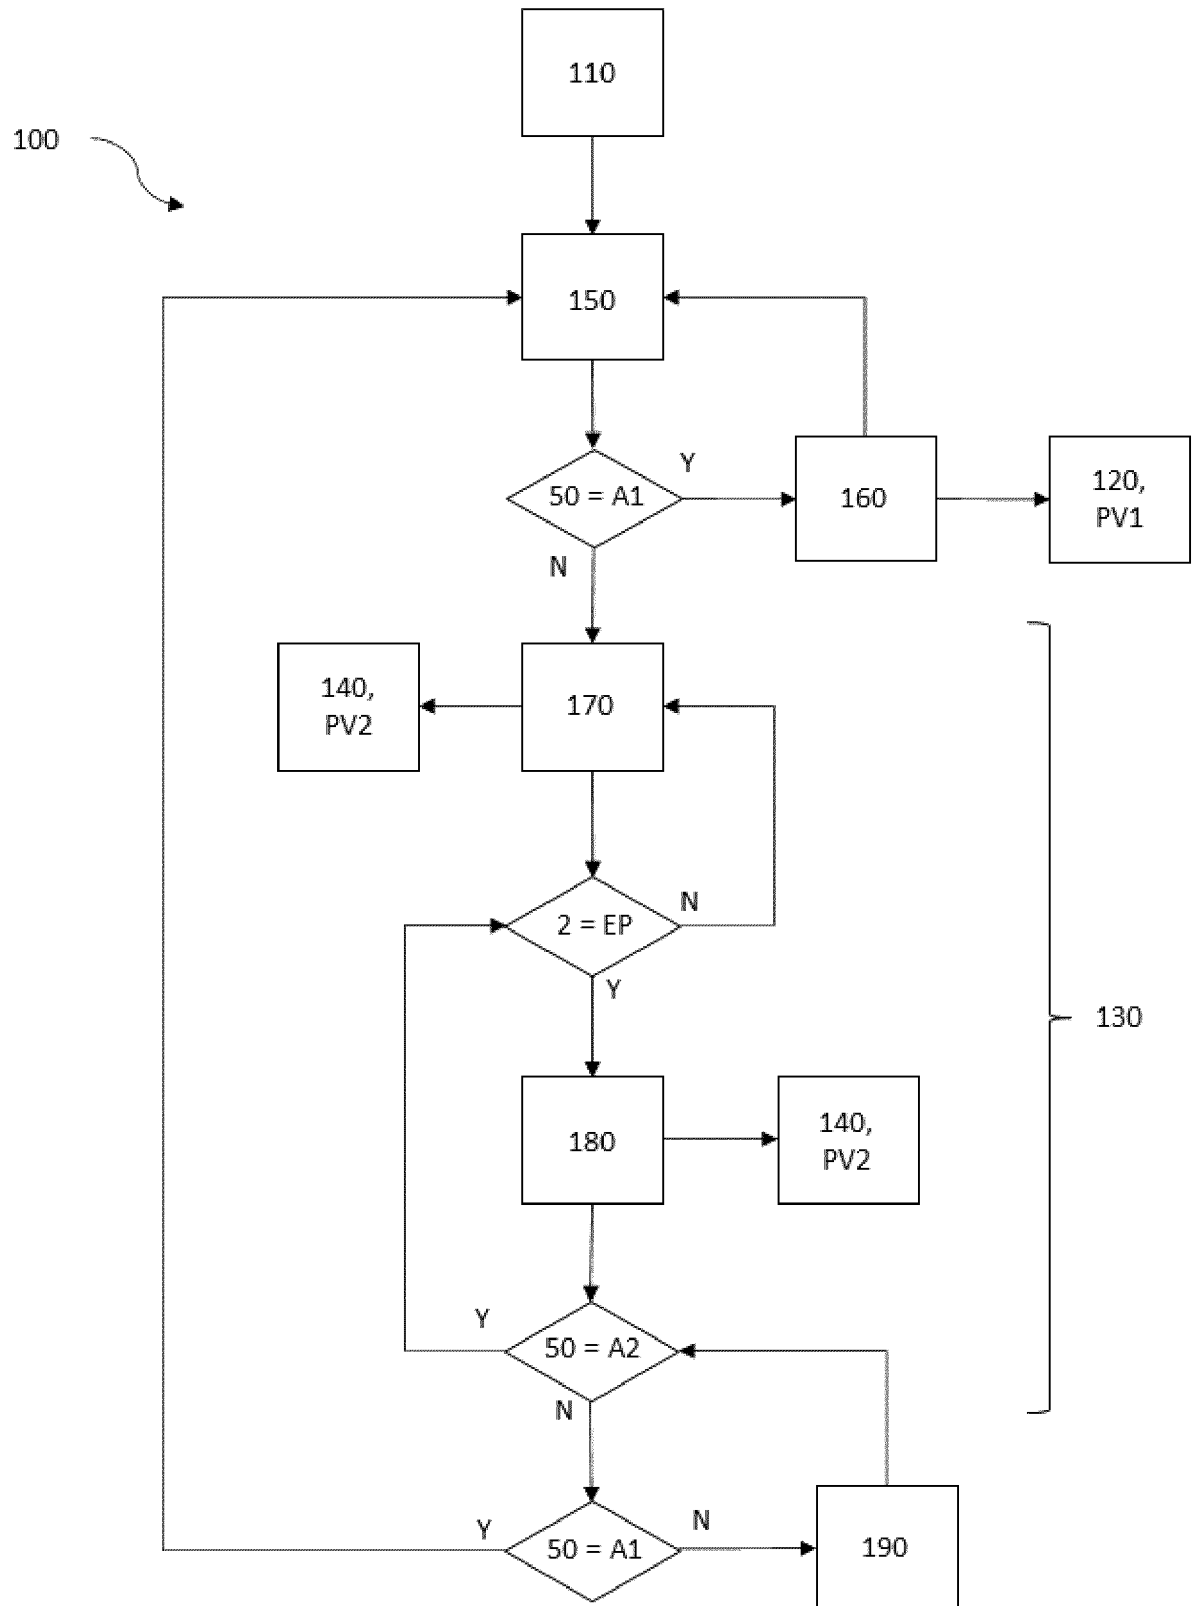 110
100
150
50 = A1
Y
N
160
120,
PV1
140,
PV2
170
2 = EP
N
Y
130
180
140,
PV2
50 = A2
Y
N
50 = A1
Y
N
190